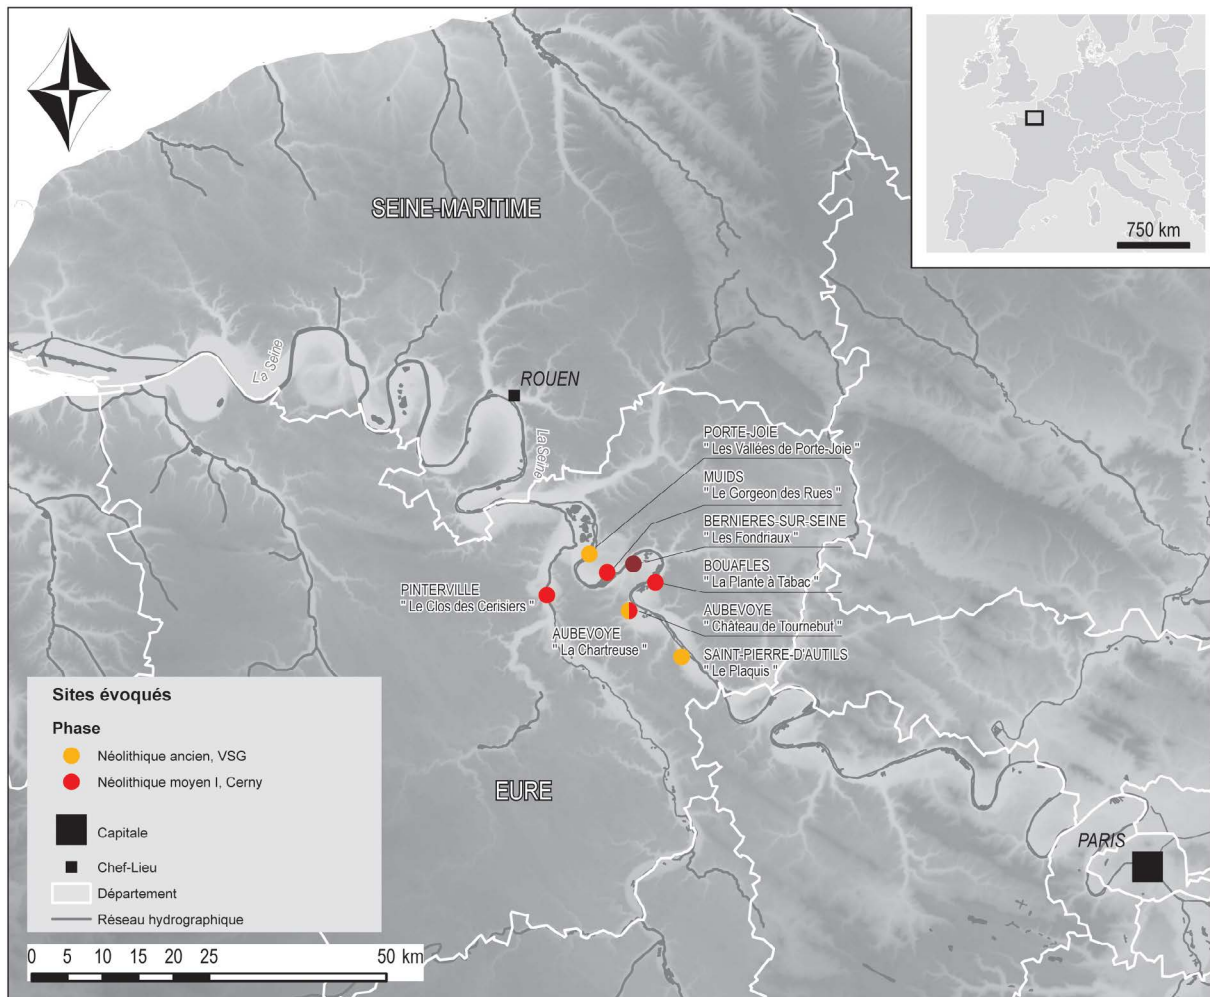 750 km
SEINE-MARITIME
La Seine
ROUEN
La Seine
PORTE-JOIE
" Les Vallées de Porte-Joie "
MUIDS
" Le Gorgeon des Rues "
BERNIERES-SUR-SEINE
" Les Fondriaux "
BOUAFLES
" La Plante à Tabac "
PINTERVILLE
" Le Clos des Cerisiers "
AUBEVOYE
" Château de Tournebut "
AUBEVOYE
" La Chartreuse "
SAINT-PIERRE-D'AUTILS
" Le Plaquis "
EURE
PARIS
Sites évoqués
Phase
Néolithique ancien, VSG
Néolithique moyen I, Cerny
Capitale
Chef-Lieu
Département
Réseau hydrographique
0 5 10 15 20 25 50 km